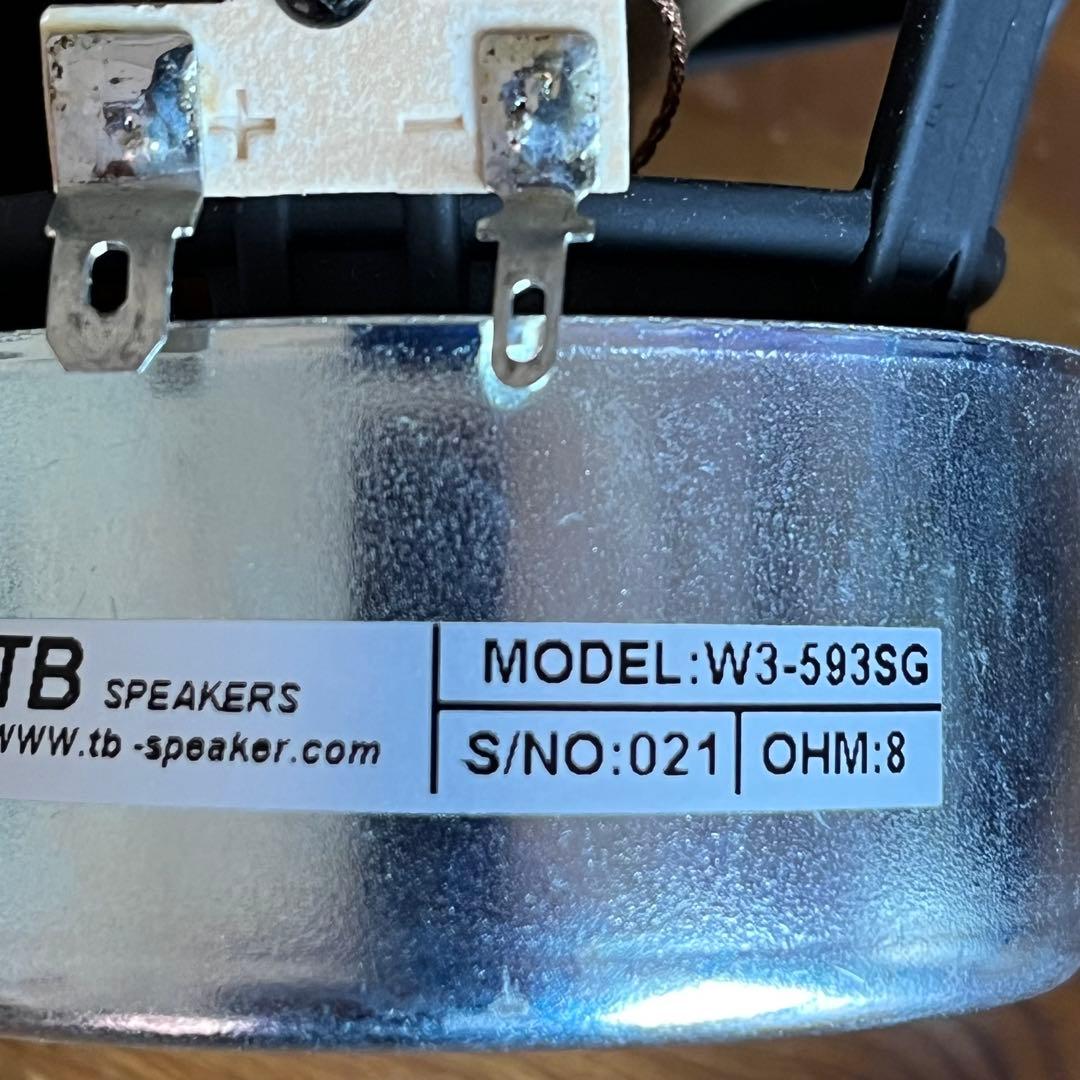 + −
TB SPEAKERS
WWW.tb-speaker.com
MODEL:W3-593SG
S/NO:021
OHM:8